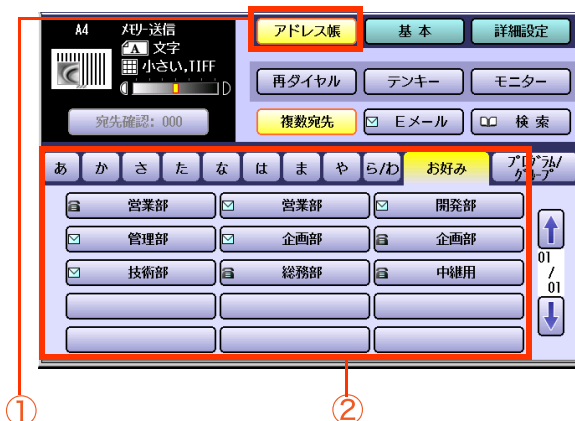 A4 ﾒﾓﾘｰ送信 アドレス帳 基本 詳細設定
A 文字
小さい,TIFF
再ダイヤル テンキー モニター
宛先確認: 000 複数宛先 Eメール 検索
あ か さ た な は ま や ら/わ お好み ﾌﾟﾛｸﾞﾗﾑ/ｸﾞﾙｰﾌﾟ
営業部 営業部 開発部
管理部 企画部 企画部
技術部 総務部 中継用
01
/
01
① ②